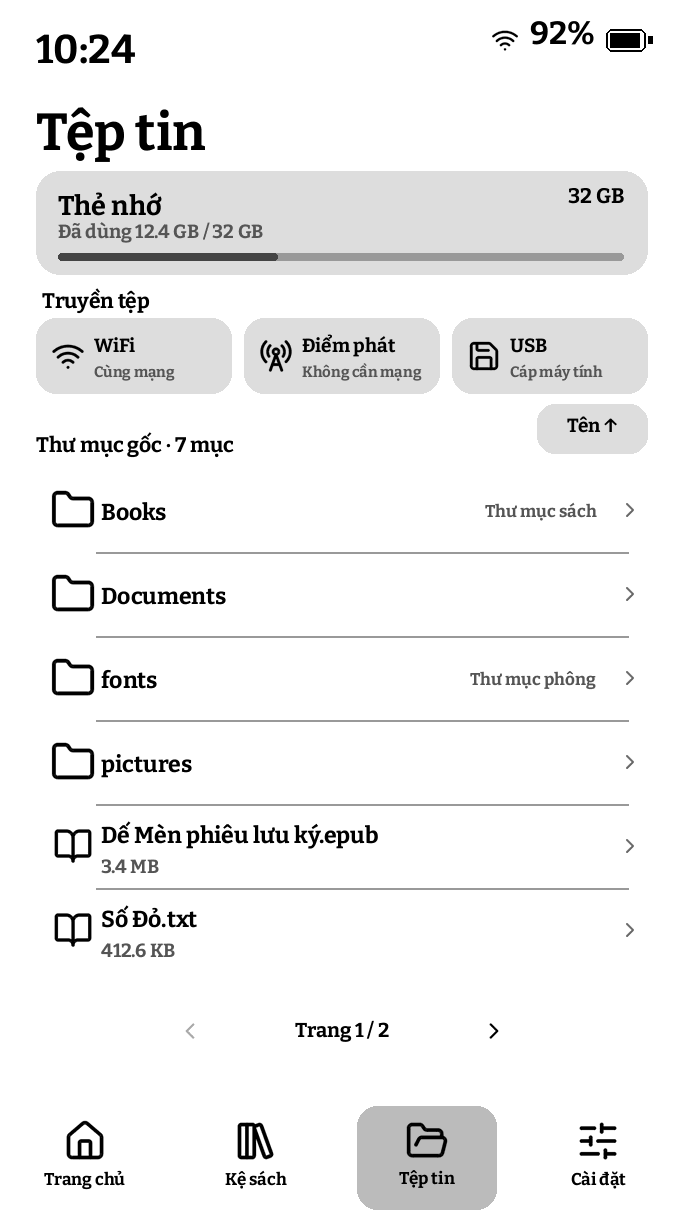 10:24
92%
Tệp tin
Thẻ nhớ
32 GB
Đã dùng 12.4 GB / 32 GB
Truyền tệp
WiFi
Cùng mạng
Điểm phát
Không cần mạng
USB
Cáp máy tính
Tên ↑
Thư mục gốc · 7 mục
Books
Thư mục sách
Documents
fonts
Thư mục phông
pictures
Dế Mèn phiêu lưu ký.epub
3.4 MB
Số Đỏ.txt
412.6 KB
Trang 1 / 2
Trang chủ
Kệ sách
Tệp tin
Cài đặt